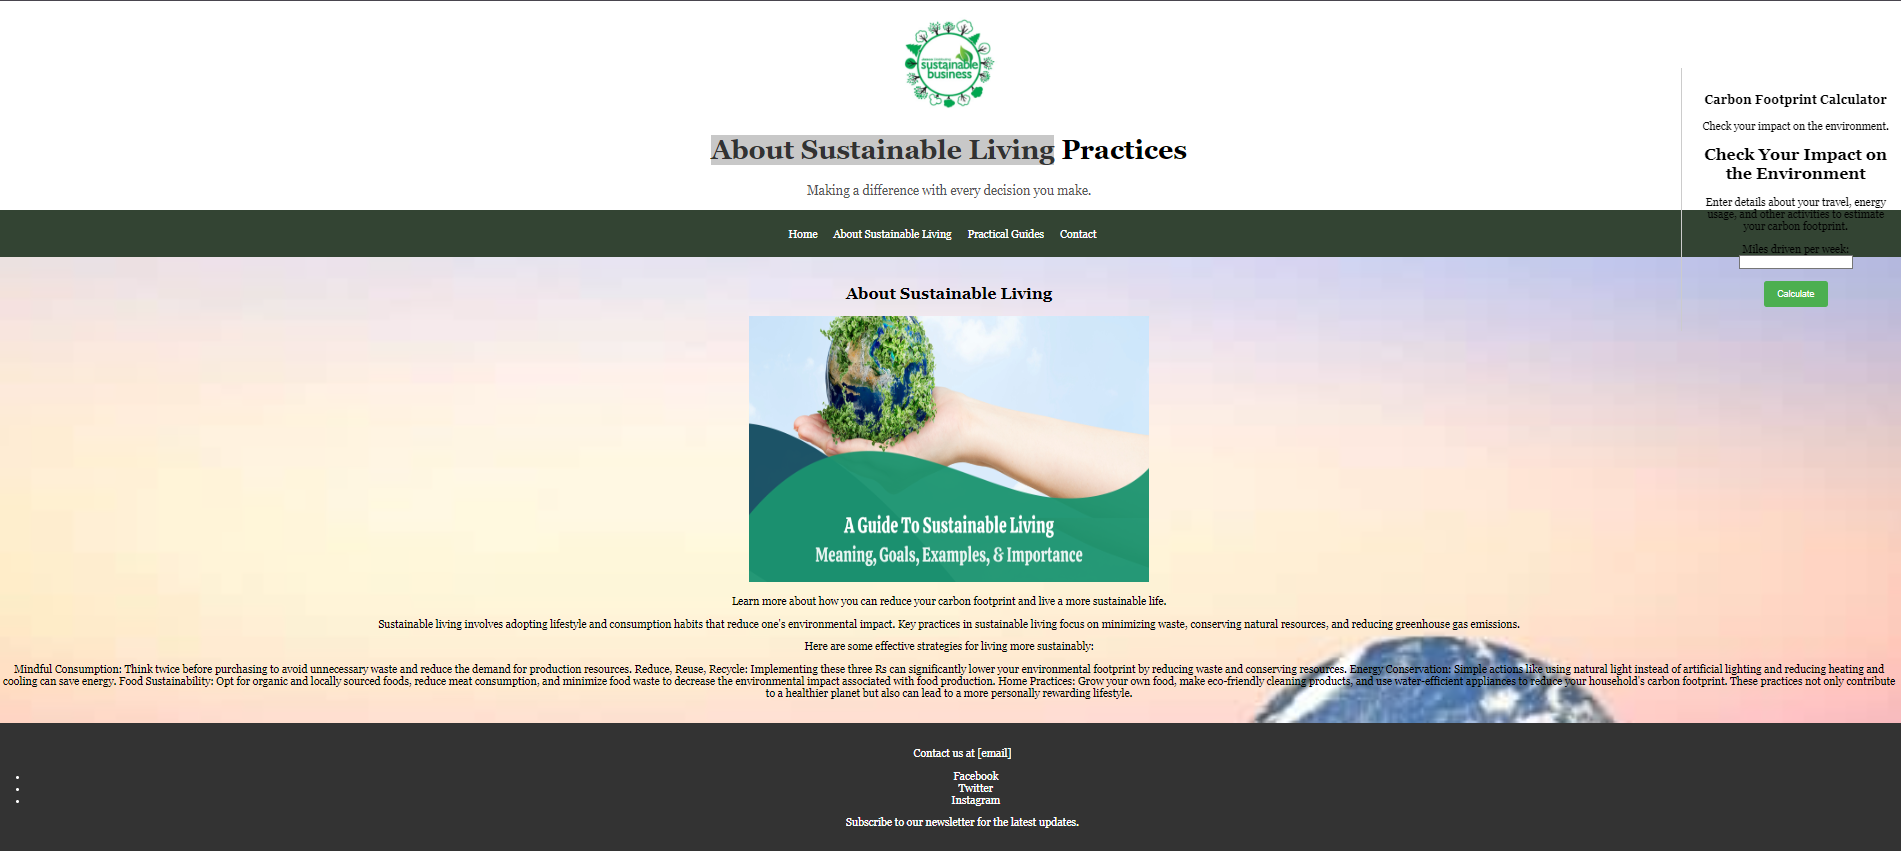 sustainable
business
About Sustainable Living Practices
Making a difference with every decision you make.
Home About Sustainable Living Practical Guides Contact
Carbon Footprint Calculator
Check your impact on the environment.
Check Your Impact on
the Environment
Enter details about your travel, energy
usage, and other activities to estimate
your carbon footprint.
Miles driven per week:
Calculate
About Sustainable Living
A Guide To Sustainable Living
Meaning, Goals, Examples, & Importance
Learn more about how you can reduce your carbon footprint and live a more sustainable life.
Sustainable living involves adopting lifestyle and consumption habits that reduce one's environmental impact. Key practices in sustainable living focus on minimizing waste, conserving natural resources, and reducing greenhouse gas emissions.
Here are some effective strategies for living more sustainably:
Mindful Consumption: Think twice before purchasing to avoid unnecessary waste and reduce the demand for production resources. Reduce, Reuse, Recycle: Implementing these three Rs can significantly lower your environmental footprint by reducing waste and conserving resources. Energy Conservation: Simple actions like using natural light instead of artificial lighting and reducing heating and
cooling can save energy. Food Sustainability: Opt for organic and locally sourced foods, reduce meat consumption, and minimize food waste to decrease the environmental impact associated with food production. Home Practices: Grow your own food, make eco-friendly cleaning products, and use water-efficient appliances to reduce your household's carbon footprint. These practices not only contribute
to a healthier planet but also can lead to a more personally rewarding lifestyle.
Contact us at [email]
Facebook
Twitter
Instagram
Subscribe to our newsletter for the latest updates.